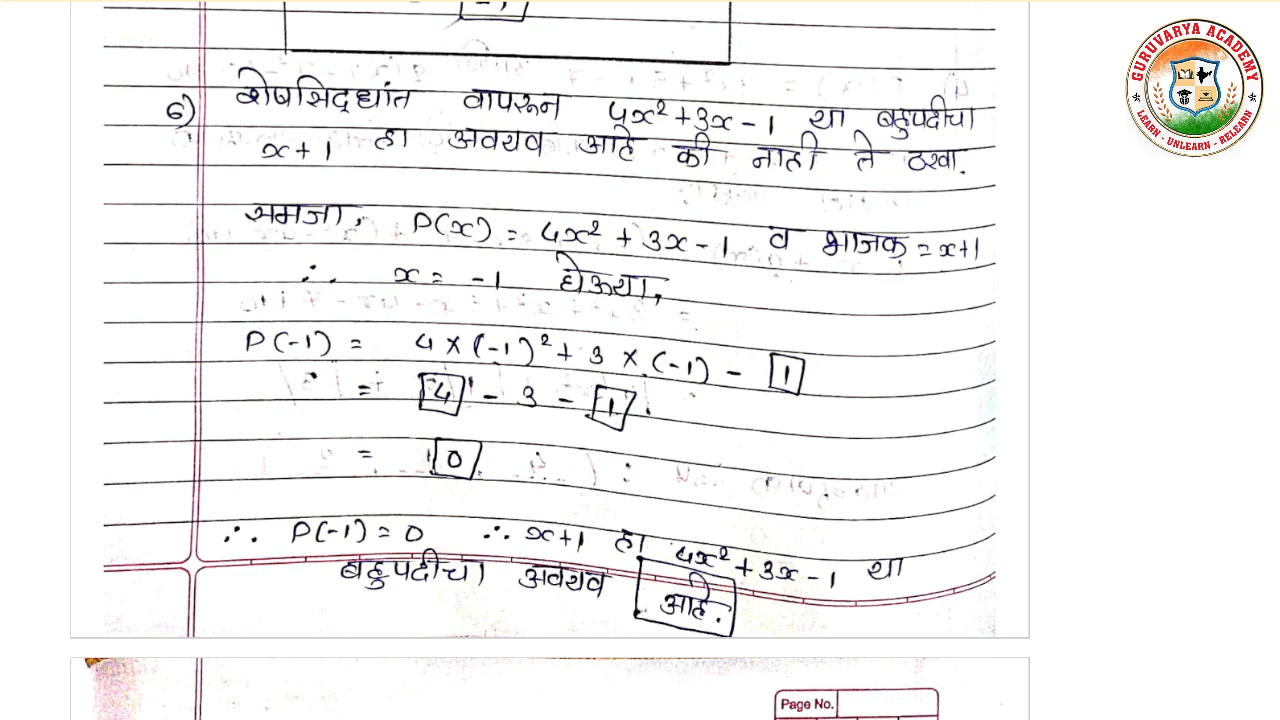 ६) शेषसिद्धांत वापरून 4x² + 3x - 1 या बहुपदीचा
x + 1 हा अवयव आहे की नाही ते ठरवा.
समजा, P(x) = 4x² + 3x - 1 व भाजक = x+1
∴ x = -1 घेऊया,
P(-1) = 4 × (-1)² + 3 × (-1) - 1
= 4 - 3 - 1.
= 0
∴ P(-1) = 0 ∴ x+1 हा 4x² + 3x - 1 या
बहुपदीचा अवयव आहे.
Page No.
GURUVARYA ACADEMY
LEARN - UNLEARN - RELEARN